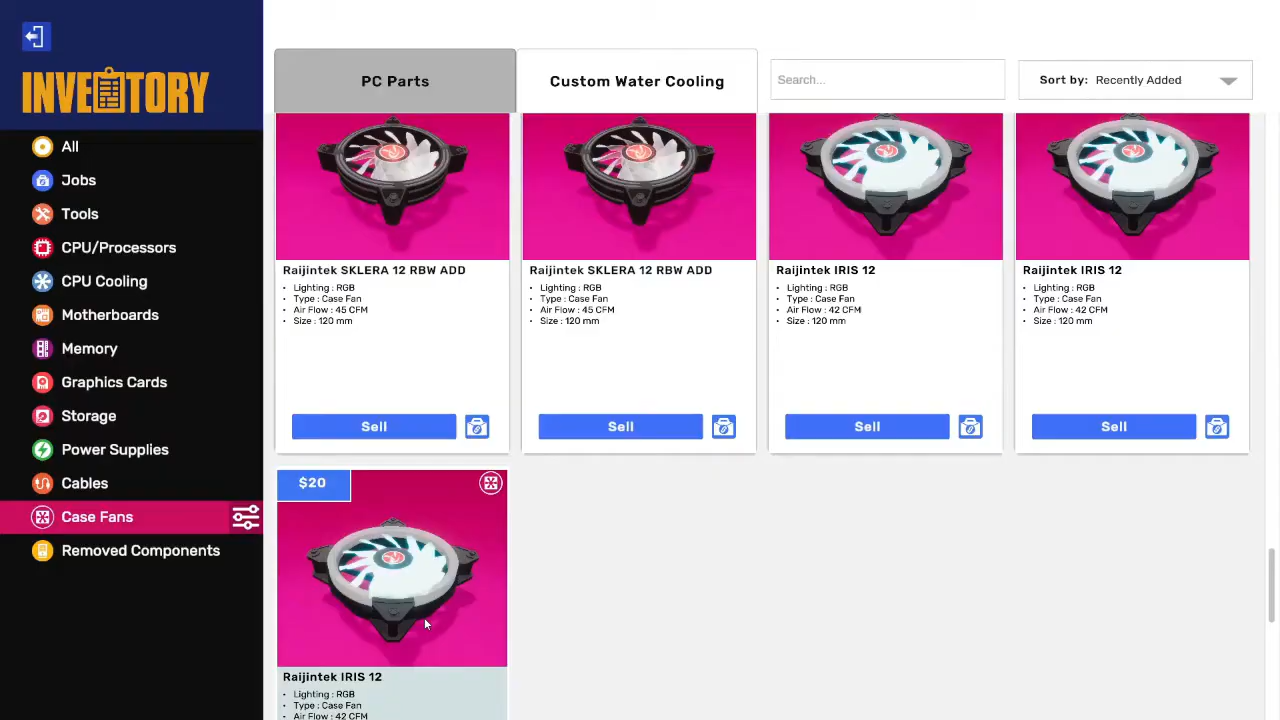 INVENTORY
All
Jobs
Tools
CPU/Processors
CPU Cooling
Motherboards
Memory
Graphics Cards
Storage
Power Supplies
Cables
Case Fans
Removed Components
PC Parts
Custom Water Cooling
Search...
Sort by: Recently Added
Raijintek SKLERA 12 RBW ADD
• Lighting : RGB
• Type : Case Fan
• Air Flow : 45 CFM
• Size : 120 mm
Sell
Raijintek SKLERA 12 RBW ADD
• Lighting : RGB
• Type : Case Fan
• Air Flow : 45 CFM
• Size : 120 mm
Sell
Raijintek IRIS 12
• Lighting : RGB
• Type : Case Fan
• Air Flow : 42 CFM
• Size : 120 mm
Sell
Raijintek IRIS 12
• Lighting : RGB
• Type : Case Fan
• Air Flow : 42 CFM
• Size : 120 mm
Sell
$20
Raijintek IRIS 12
• Lighting : RGB
• Type : Case Fan
• Air Flow : 42 CFM